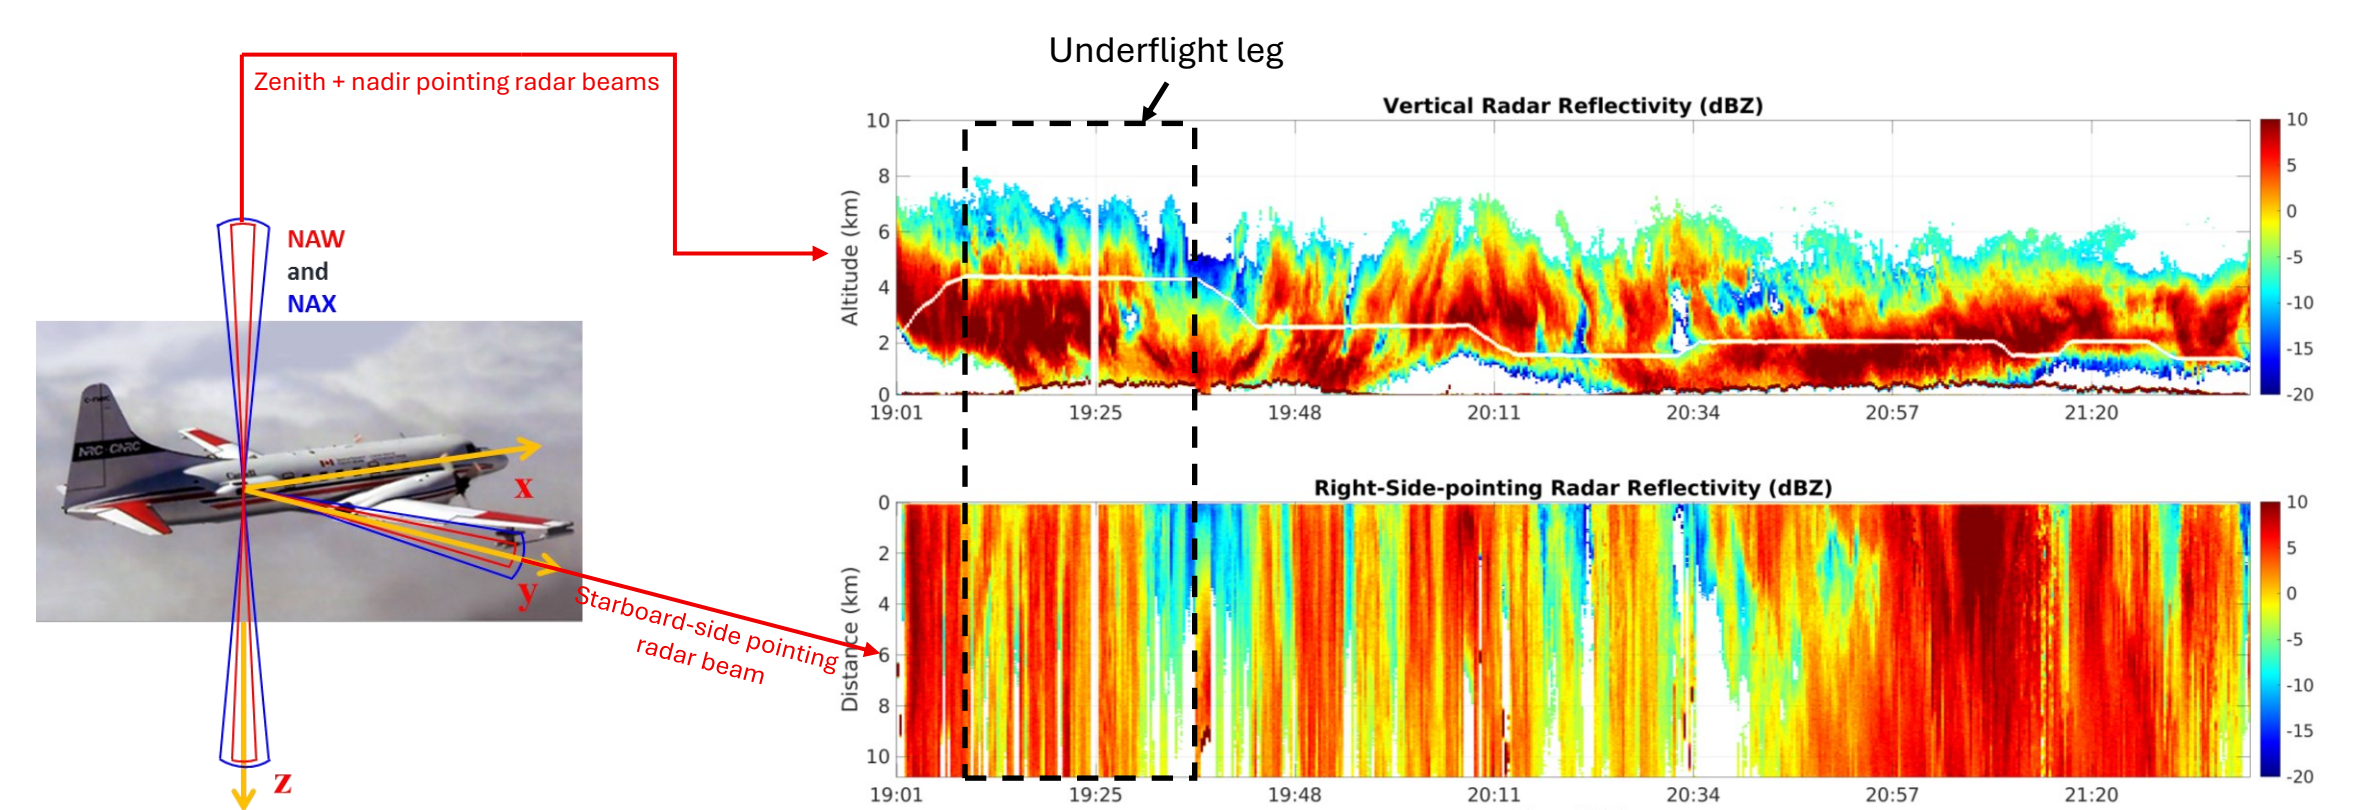 Underflight leg
Zenith + nadir pointing radar beams
NAW
and
NAX
NRC·CNRC
x
y
z
Starboard-side pointing
radar beam
Vertical Radar Reflectivity (dBZ)
Altitude (km)
10
8
6
4
2
0
19:01 19:25 19:48 20:11 20:34 20:57 21:20
10
5
0
-5
-10
-15
-20
Right-Side-pointing Radar Reflectivity (dBZ)
Distance (km)
0
2
4
6
8
10
19:01 19:25 19:48 20:11 20:34 20:57 21:20
10
5
0
-5
-10
-15
-20